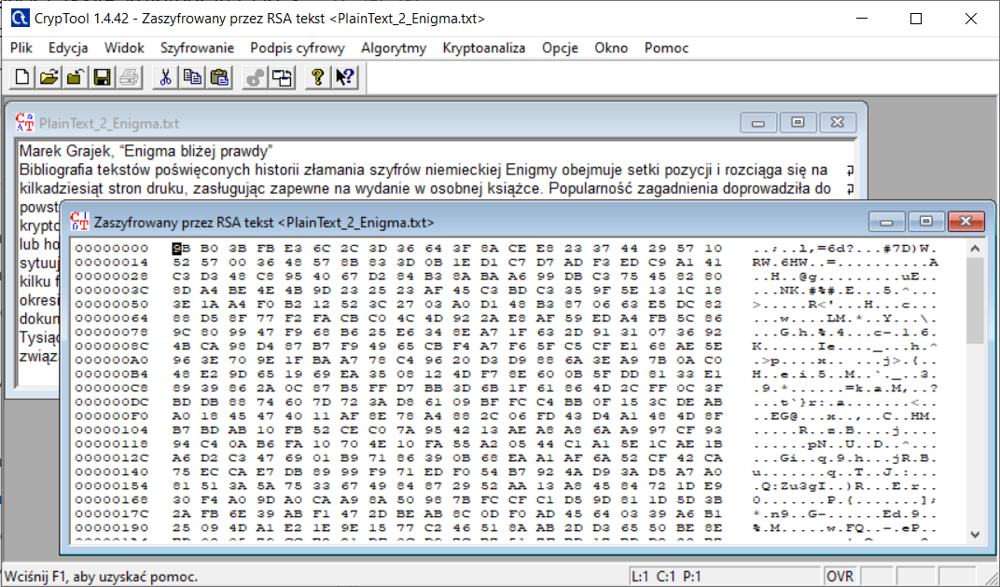 CrypTool 1.4.42 - Zaszyfrowany przez RSA tekst <PlainText_2_Enigma.txt>
Plik Edycja Widok Szyfrowanie Podpis cyfrowy Algorytmy Kryptoanaliza Opcje Okno Pomoc
PlainText_2_Enigma.txt
Marek Grajek, “Enigma bliżej prawdy”
Bibliografia tekstów poświęconych historii złamania szyfrów niemieckiej Enigmy obejmuje setki pozycji i rozciąga się na
kilkadziesiąt stron druku, zasługując zapewne na wydanie w osobnej książce. Popularność zagadnienia doprowadziła do
powst
krypto
lub ho
sytuuj
kilku f
okresi
dokun
Tysiąc
związ
Zaszyfrowany przez RSA tekst <PlainText_2_Enigma.txt>
00000000 9B B0 3B FB E3 6C 2C 3D 36 64 3F 8A CE E8 23 37 44 29 57 10 ..;..l,=6d?...#7D)W.
00000014 52 57 00 36 48 57 8B 83 3D 0B 1E D1 C7 D7 AD F3 ED C9 A1 41 RW.6HW..=..........A
00000028 C3 D3 48 C8 95 40 67 D2 84 B3 8A BA A6 99 DB C3 75 45 82 80 ..H..@g.........uE..
0000003C 8D A4 BE 4E 4B 9D 23 25 23 AF 45 C3 BD C3 35 9F 5E 13 1C 18 ...NK.#%#.E...5.^...
00000050 3E 1A A4 F0 B2 12 52 3C 27 03 A0 D1 48 B3 87 06 63 E5 DC 82 >.....R<'...H...c...
00000064 88 D5 8F 77 F2 FA CB C0 4C 4D 92 2A E8 AF 59 ED A4 FB 5C 86 ...w....LM.*..Y...\.
00000078 9C 80 99 47 F9 68 B6 25 E6 34 8E A7 1F 63 2D 91 31 07 36 92 ...G.h.%.4...c-.1.6.
0000008C 4B CA 98 D4 87 B7 F9 49 65 CB F4 A7 F6 5F C5 CF E1 68 AE 5E K......Ie...._...h.^
000000A0 96 3E 70 9E 1F BA A7 78 C4 96 20 D3 D9 88 6A 3E A9 7B 0A C0 .>p....x.. ...j>.{..
000000B4 48 E2 9D 65 19 69 EA 35 08 12 4D F7 8E 60 0B 5F DD 81 33 E1 H..e.i.5..M..`._..3.
000000C8 89 39 86 2A 0C 87 B5 FF D7 BB 3D 6B 1F 61 86 4D 2C FF 0C 3F .9.*......=k.a.M,..?
000000DC BD DB 88 74 60 7D 72 3A D8 61 09 BF FC C4 BB 0F 15 3C DE AB ...t`}r:.a.......<..
000000F0 A0 18 45 47 40 11 AF 8E 78 A4 88 2C 06 FD 43 D4 A1 48 4D 8F ..EG@...x..,..C..HM.
00000104 B7 BD AB 10 FB 52 CE C0 7A 95 42 13 AE A8 A8 6A A9 97 CF 93 .....R..z.B....j....
00000118 94 C4 0A B6 FA 10 70 4E 10 FA 55 A2 05 44 C1 A1 5E 1C AE 1B ......pN..U..D..^...
0000012C A6 D2 C3 47 69 01 B9 71 86 39 0B 68 EA A1 AF 6A 52 CF 42 CA ...Gi..q.9.h...jR.B.
00000140 75 EC CA E7 DB 89 99 F9 71 ED F0 54 B7 92 4A D9 3A D5 A7 A0 u.......q..T..J.:...
00000154 81 51 3A 5A 75 33 67 49 84 87 29 52 AA 13 A8 45 84 72 1D E9 .Q:Zu3gI..)R...E.r..
00000168 30 F4 A0 9D A0 CA A9 8A 50 98 7B FC CF C1 D5 9D 81 1D 5D 3B 0.......P.{.......];
0000017C 2A FB 6E 39 AB F1 47 2D BE AB 8C 0D F0 AD 45 64 03 39 A6 B1 *.n9..G-......Ed.9..
00000190 25 09 4D A1 E2 1E 9E 15 77 C2 46 51 8A AB 2D D3 65 50 BE 8E %.M.....w.FQ..-.eP..
Wciśnij F1, aby uzyskać pomoc.
L:1 C:1 P:1
OVR